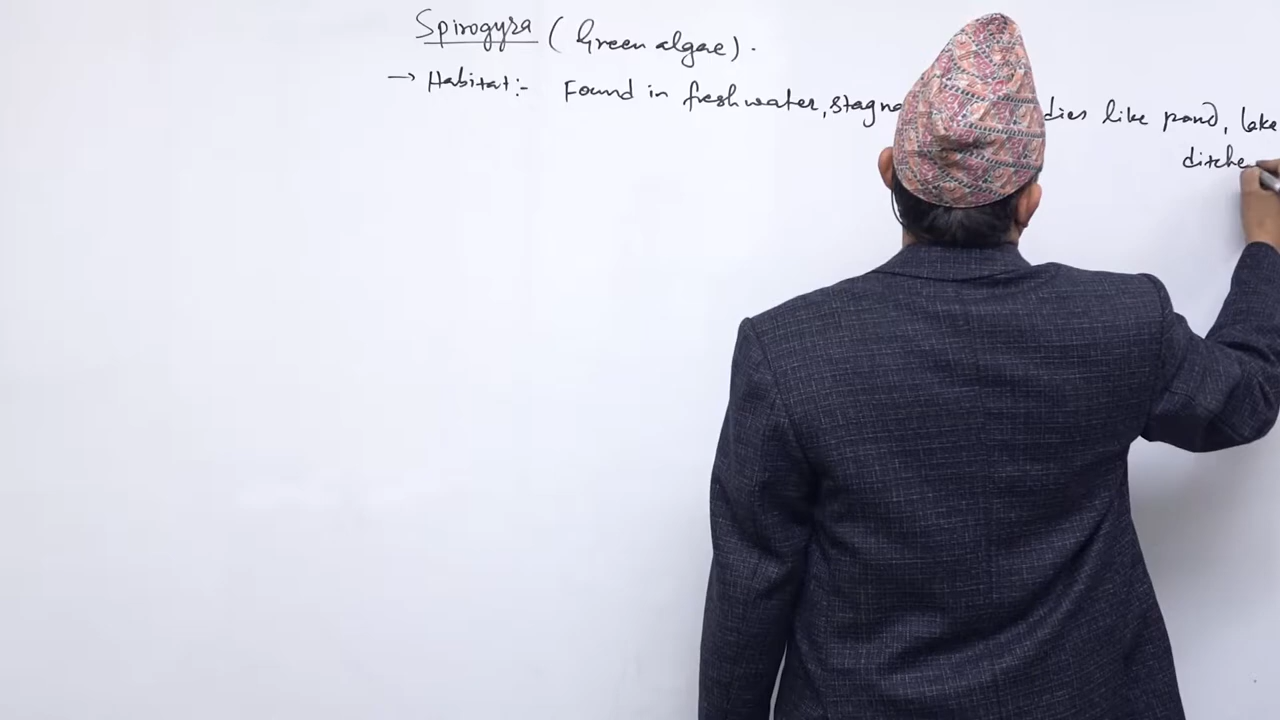 Spirogyra (Green algae).
→ Habitat:- Found in freshwater, stagna dies like pond, lake
ditche